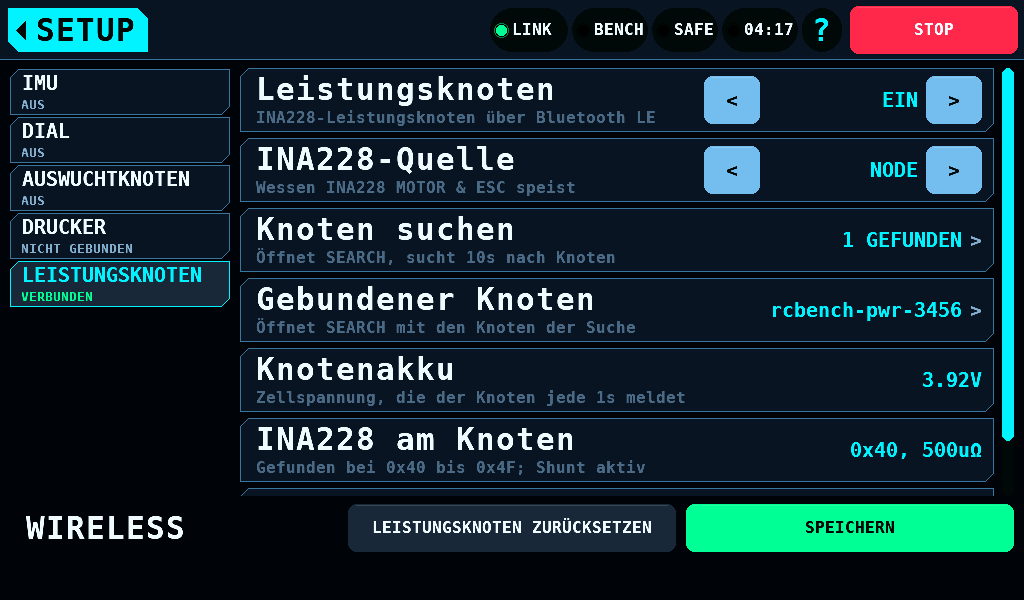 SETUP
LINK
BENCH
SAFE
04:17
?
STOP
IMU
AUS
DIAL
AUS
AUSWUCHTKNOTEN
AUS
DRUCKER
NICHT GEBUNDEN
LEISTUNGSKNOTEN
VERBUNDEN
Leistungsknoten
INA228-Leistungsknoten über Bluetooth LE
<
EIN
>
INA228-Quelle
Wessen INA228 MOTOR & ESC speist
<
NODE
>
Knoten suchen
Öffnet SEARCH, sucht 10s nach Knoten
1 GEFUNDEN >
Gebundener Knoten
Öffnet SEARCH mit den Knoten der Suche
rcbench-pwr-3456 >
Knotenakku
Zellspannung, die der Knoten jede 1s meldet
3.92V
INA228 am Knoten
Gefunden bei 0x40 bis 0x4F; Shunt aktiv
0x40, 500uΩ
WIRELESS
LEISTUNGSKNOTEN ZURÜCKSETZEN
SPEICHERN